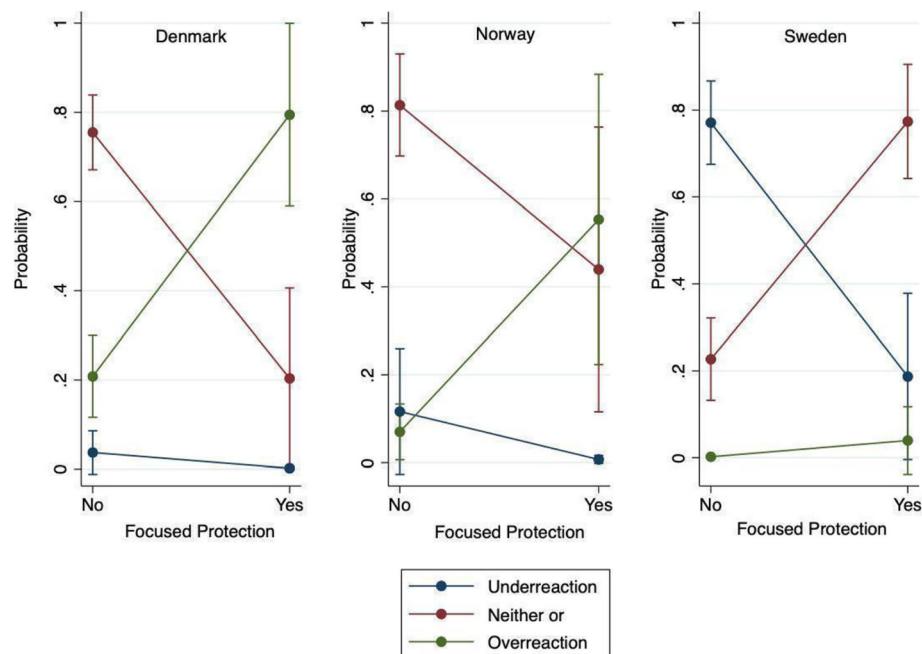 Denmark
Probability
0
.2
.4
.6
.8
1
No
Yes
Focused Protection
Norway
Probability
0
.2
.4
.6
.8
1
No
Yes
Focused Protection
Sweden
Probability
0
.2
.4
.6
.8
1
No
Yes
Focused Protection
Underreaction
Neither or
Overreaction